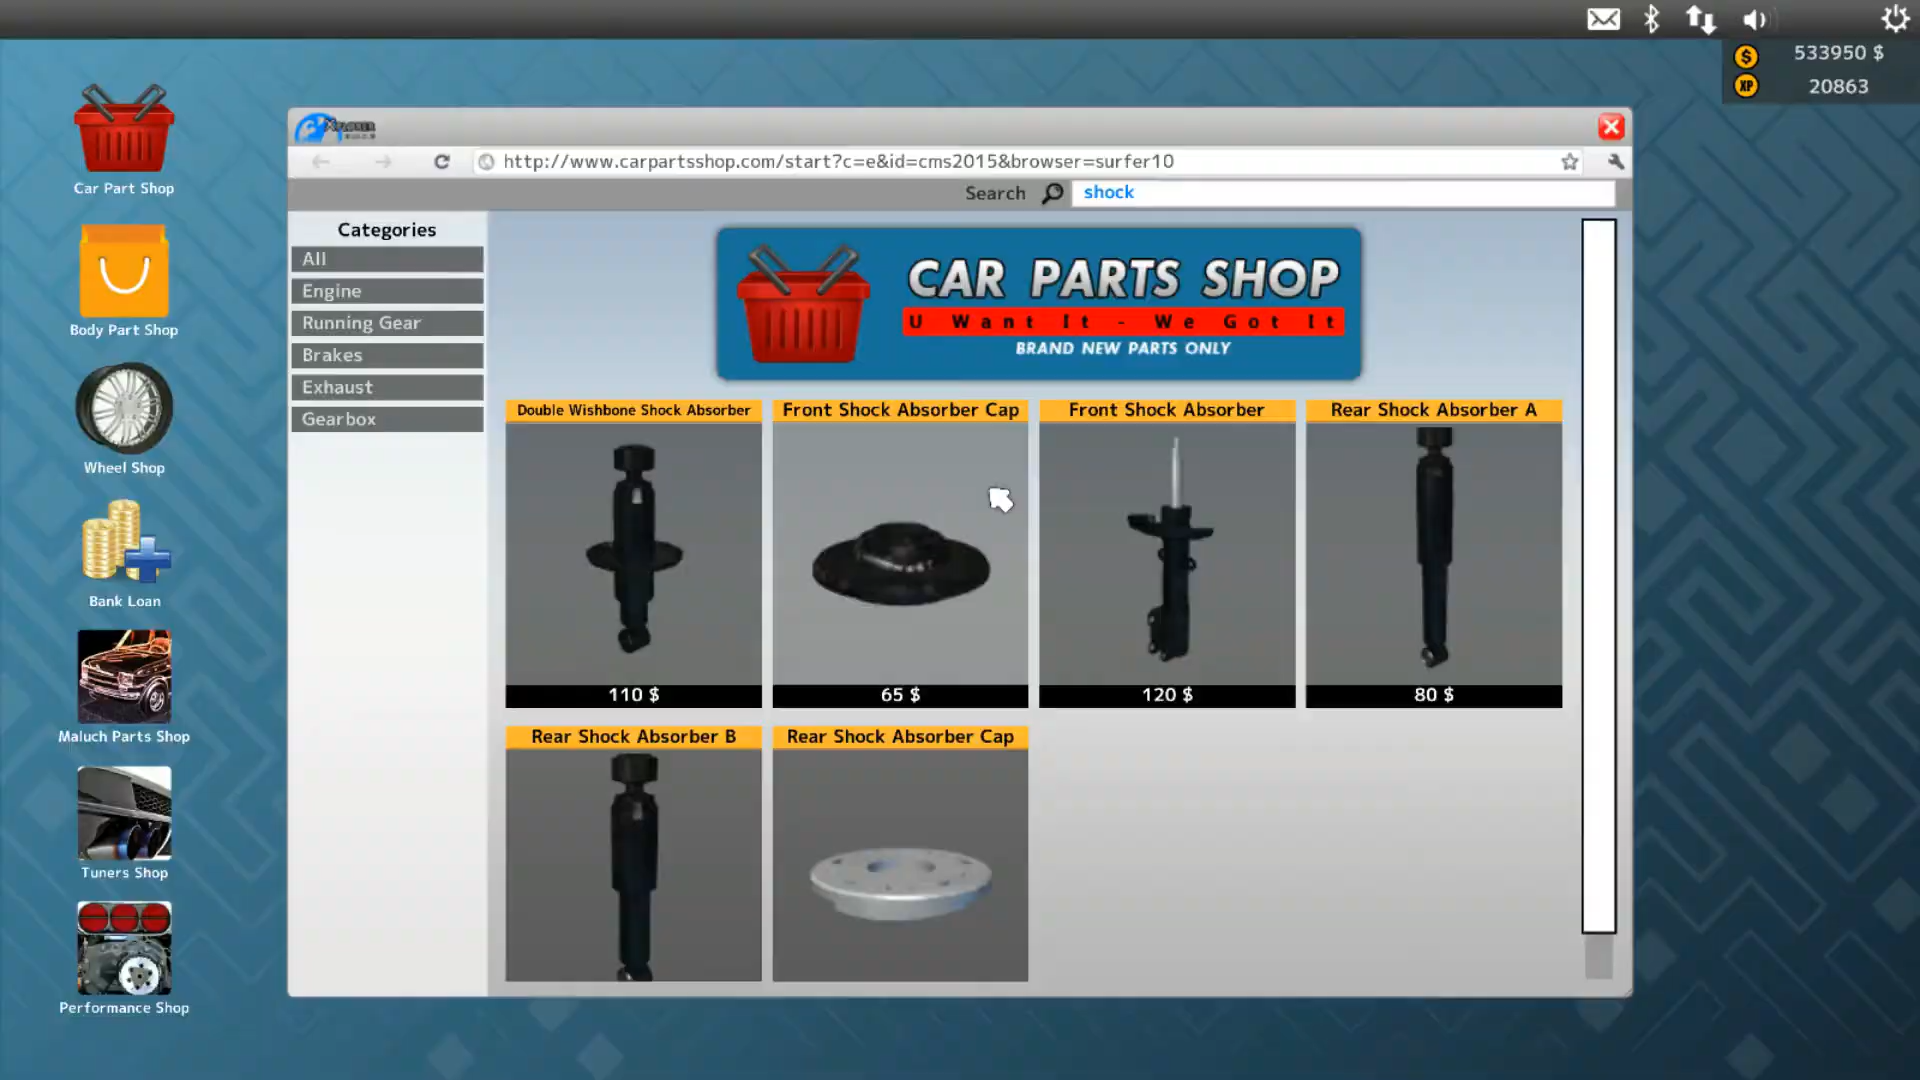 533950 $
XP 20863
Car Part Shop
Body Part Shop
Wheel Shop
Bank Loan
Maluch Parts Shop
Tuners Shop
Performance Shop
http://www.carpartsshop.com/start?c=e&id=cms2015&browser=surfer10
Search shock
Categories
All
Engine
Running Gear
Brakes
Exhaust
Gearbox
CAR PARTS SHOP
U Want It - We Got It
BRAND NEW PARTS ONLY
Double Wishbone Shock Absorber
110 $
Front Shock Absorber Cap
65 $
Front Shock Absorber
120 $
Rear Shock Absorber A
80 $
Rear Shock Absorber B
Rear Shock Absorber Cap